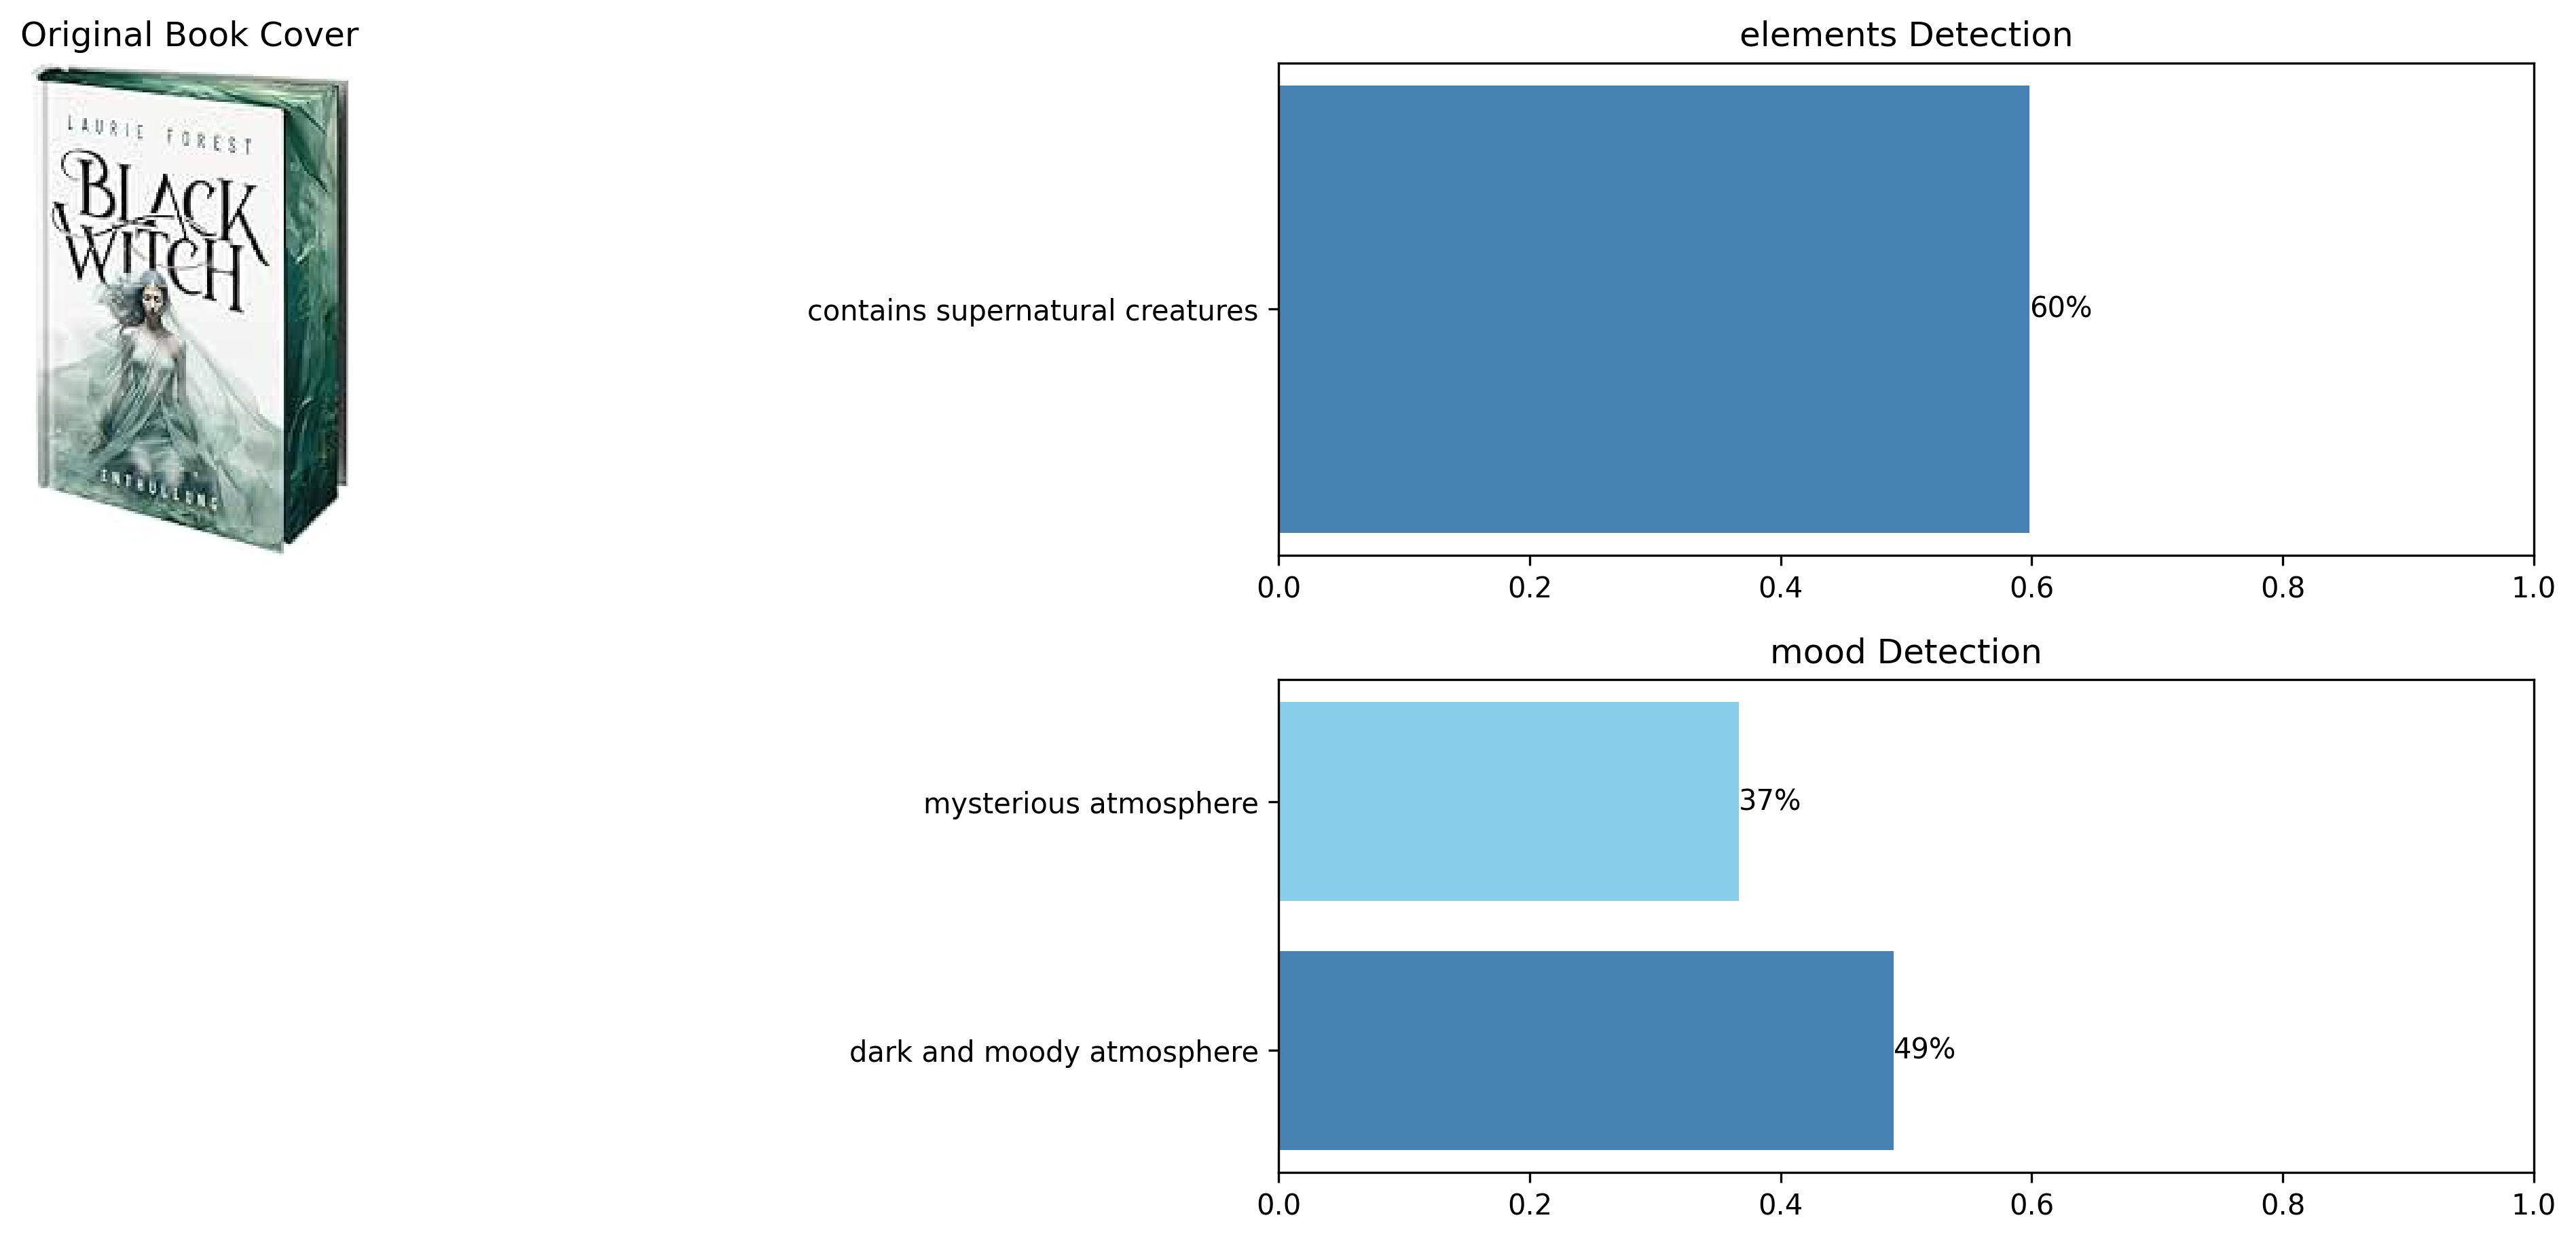 Original Book Cover
LAURIE FOREST
BLACK
WITCH
ENTHÜLLUNG
elements Detection
contains supernatural creatures
60%
0.0 0.2 0.4 0.6 0.8 1.0
mood Detection
mysterious atmosphere
37%
dark and moody atmosphere
49%
0.0 0.2 0.4 0.6 0.8 1.0